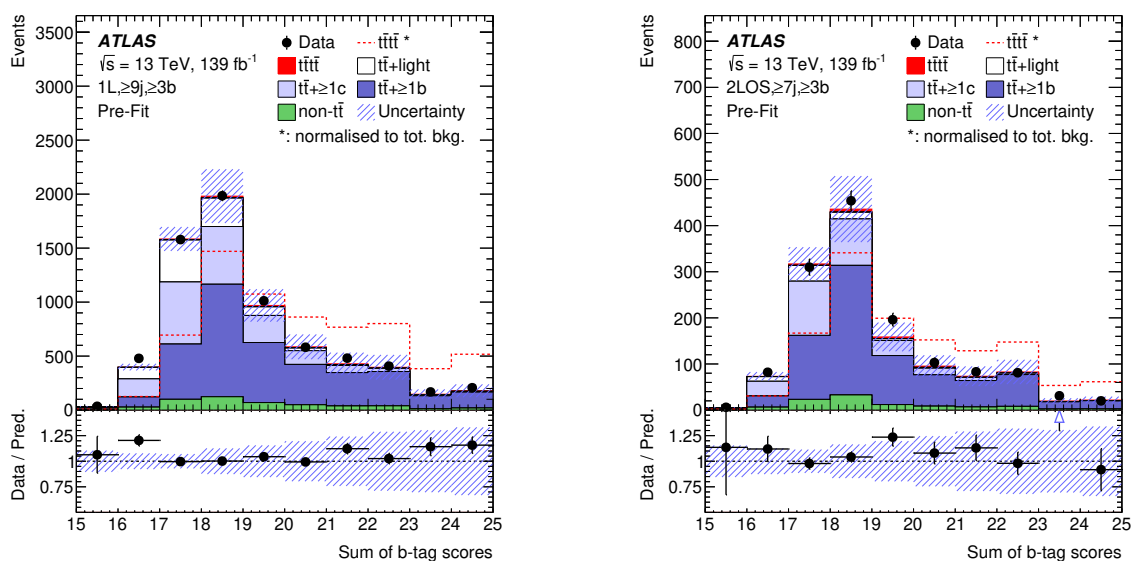 Events
3500
3000
2500
2000
1500
1000
500
0
ATLAS
√s = 13 TeV, 139 fb⁻¹
1L,≥9j,≥3b
Pre-Fit
Data
tt̄tt̄ *
tt̄tt̄
tt̄+light
tt̄+≥1c
tt̄+≥1b
non-tt̄
Uncertainty
*: normalised to tot. bkg.
Data / Pred.
1.25
1
0.75
15 16 17 18 19 20 21 22 23 24 25
Sum of b-tag scores
Events
800
700
600
500
400
300
200
100
0
ATLAS
√s = 13 TeV, 139 fb⁻¹
2LOS,≥7j,≥3b
Pre-Fit
Data
tt̄tt̄ *
tt̄tt̄
tt̄+light
tt̄+≥1c
tt̄+≥1b
non-tt̄
Uncertainty
*: normalised to tot. bkg.
Data / Pred.
1.25
1
0.75
15 16 17 18 19 20 21 22 23 24 25
Sum of b-tag scores